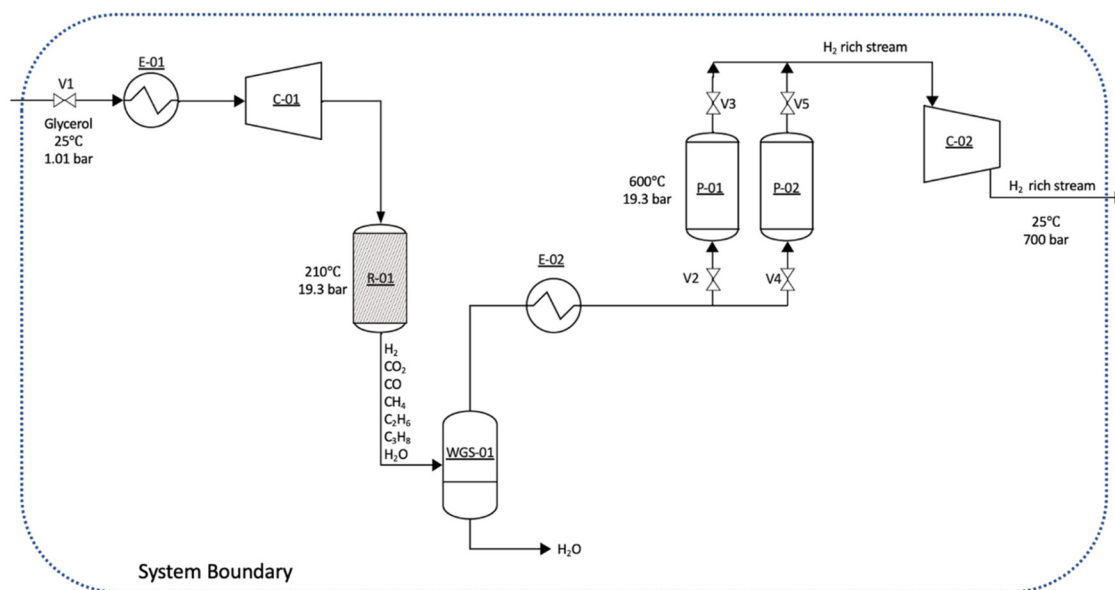 E-01
V1
C-01
Glycerol
25℃
1.01 bar
210℃
19.3 bar
R-01
H₂
CO₂
CO
CH₄
C₂H₆
C₃H₈
H₂O
WGS-01
H₂O
E-02
600℃
19.3 bar
V3
V5
P-01
P-02
V2
V4
H₂ rich stream
C-02
H₂ rich stream
25℃
700 bar
System Boundary